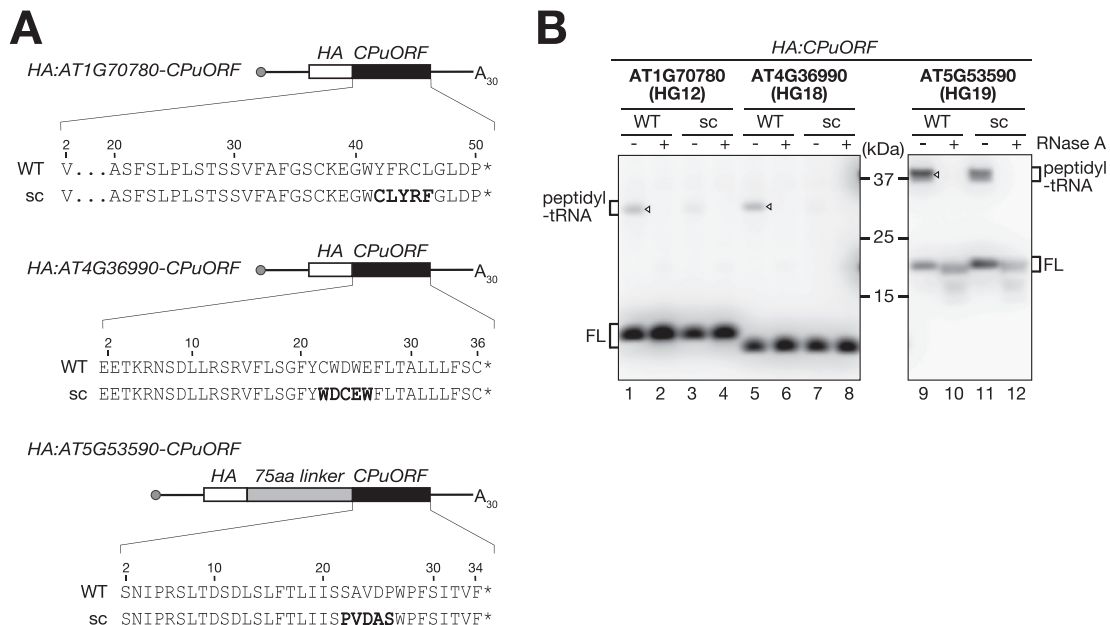 A
HA CPuORF
HA:AT1G70780-CPuORF
A30
2 20 30 40 50
WT V...ASFSLPLSTSSVFAFGSCKEGWYFRCLGLDP*
sc V...ASFSLPLSTSSVFAFGSCKEGWCLYRFGLDP*
HA CPuORF
HA:AT4G36990-CPuORF
A30
2 10 20 30 36
WT EETKRNSDLLRSRVFLSGFYCWDWEFLTALLLFSC*
sc EETKRNSDLLRSRVFLSGFYWDCEWFLTALLLFSC*
HA:AT5G53590-CPuORF
HA 75aa linker CPuORF
A30
2 10 20 30 34
WT SNIPRSLTDSDLSLFTLIISSAVDPWPFSITVF*
sc SNIPRSLTDSDLSLFTLIISPVDASWPFSITVF*
B
HA:CPuORF
AT1G70780 AT4G36990 AT5G53590
(HG12) (HG18) (HG19)
WT sc WT sc WT sc
- + - + - + - + (kDa) - + - + RNase A
37
peptidyl
-tRNA
peptidyl
-tRNA
25
FL
15
FL
1 2 3 4 5 6 7 8 9 10 11 12